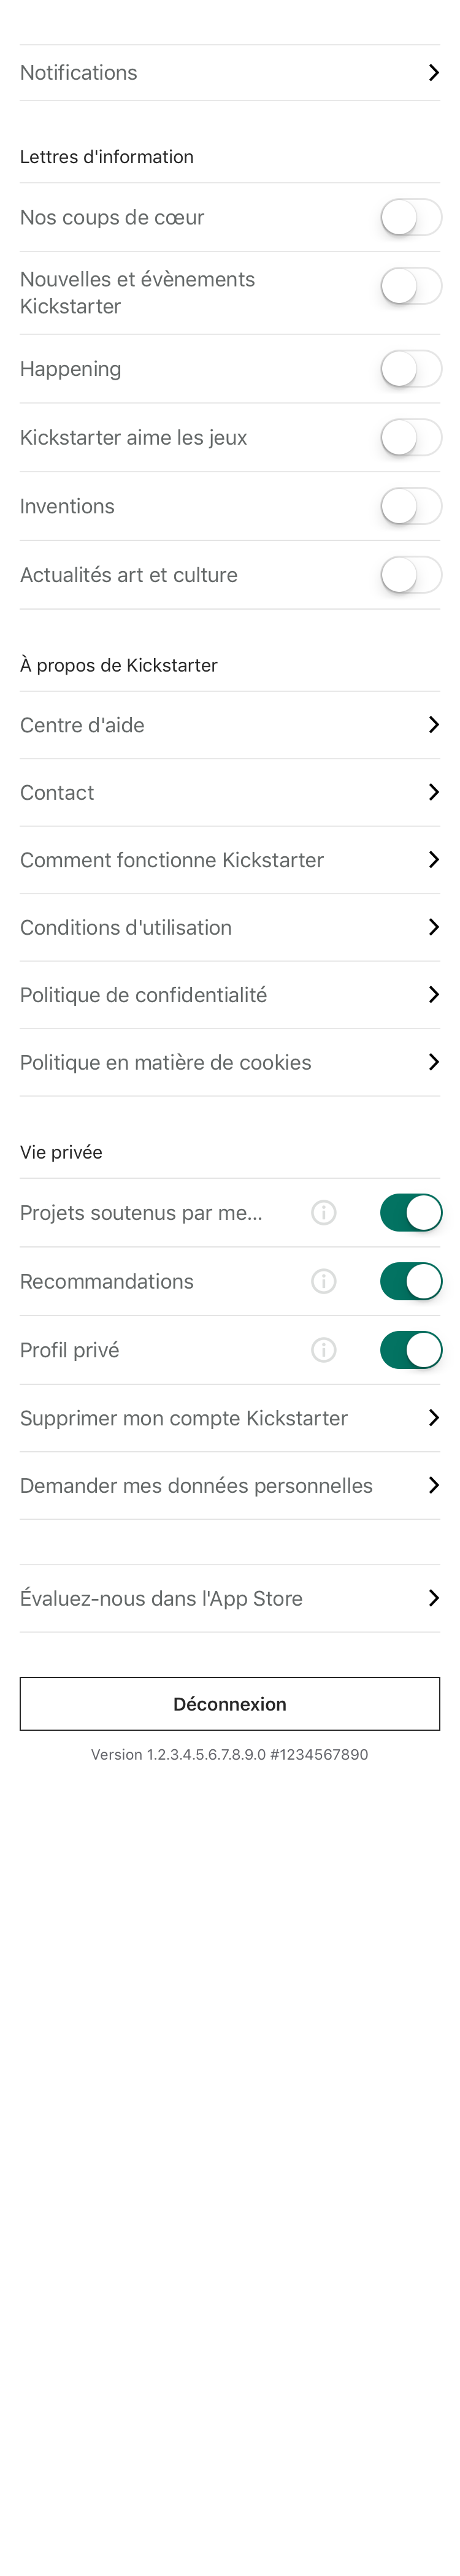 Notifications
Lettres d'information
Nos coups de cœur
Nouvelles et évènements
Kickstarter
Happening
Kickstarter aime les jeux
Inventions
Actualités art et culture
À propos de Kickstarter
Centre d'aide
Contact
Comment fonctionne Kickstarter
Conditions d'utilisation
Politique de confidentialité
Politique en matière de cookies
Vie privée
Projets soutenus par me...
Recommandations
Profil privé
Supprimer mon compte Kickstarter
Demander mes données personnelles
Évaluez-nous dans l'App Store
Déconnexion
Version 1.2.3.4.5.6.7.8.9.0 #1234567890